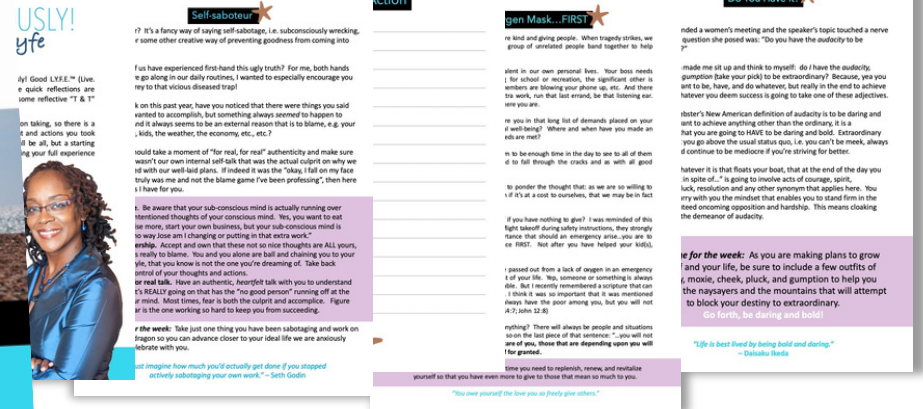 USLY!
yfe
ly! Good L.Y.F.E.™ (Live.
e quick reflections are
ome reflective "T & T"
on taking, so there is a
t and actions you took
ll be all, but a starting
ng your full experience
Self-saboteur
? It's a fancy way of saying self-sabotage, i.e. subconsciously wrecking,
r some other creative way of preventing goodness from coming into
f us have experienced first-hand this ugly truth? For me, both hands
e go along in our daily routines, I wanted to especially encourage you
rey to that vicious diseased trap!
k on this past year, have you noticed that there were things you said
wanted to accomplish, but something always seemed to happen to
nd it always seems to be an external reason that is to blame, e.g. your
, kids, the weather, the economy, etc., etc.?
ould take a moment of "for real, for real" authenticity and make sure
wasn't our own internal self-talk that was the actual culprit on why we
ed with our well-laid plans. If indeed it was the "okay, I fall on my face
truly was me and not the blame game I've been professing", then here
s I have for you.
. Be aware that your sub-conscious mind is actually running over
ntentioned thoughts of your conscious mind. Yes, you want to eat
se more, start your own business, but your sub-conscious mind is
o way Jose am I changing or putting in that extra work."
ership. Accept and own that these not so nice thoughts are ALL yours,
s really to blame. You and you alone are ball and chaining you to your
yle, that you know is not the one you're dreaming of. Take back
ontrol of your thoughts and actions.
or real talk. Have an authentic, heartfelt talk with you to understand
t's REALLY going on that has the "no good person" running off at the
ur mind. Most times, fear is both the culprit and accomplice. Figure
ar is the one working so hard to keep you from succeeding.
r the week: Take just one thing you have been sabotaging and work on
dragon so you can advance closer to your ideal life we are anxiously
lebrate with you.
ust imagine how much you'd actually get done if you stopped
actively sabotaging your own work." – Seth Godin
Action
gen Mask…FIRST
re kind and giving people. When tragedy strikes, we
group of unrelated people band together to help
alent in our own personal lives. Your boss needs
for school or recreation, the significant other is
embers are blowing your phone up, etc. And there
tra work, run that last errand, be that listening ear.
ere you are.
re you in that long list of demands placed on your
l well-being? Where and when have you made an
eds are met?
m to be enough time in the day to see to all of them
d to fall through the cracks and as with all good
to ponder the thought that: as we are so willing to
if it's at a cost to ourselves, that we may be in fact
if you have nothing to give? I was reminded of this
flight takeoff during safety instructions, they strongly
rtance that should an emergency arise…you are to
ce FIRST. Not after you have helped your kid(s),
passed out from a lack of oxygen in an emergency
t of your life. Yep, someone or something is always
ble. But I recently remembered a scripture that can
. I think it was so important that it was mentioned
lways have the poor among you, but you will not
4:7; John 12:8)
nything? There will always be people and situations
so on the last piece of that sentence: "…you will not
are of you, those that are depending upon you will
d for granted.
time you need to replenish, renew, and revitalize
yourself so that you have even more to give to those that mean so much to you.
"You owe yourself the love you so freely give others."
Do You Have It?
nded a women's meeting and the speaker's topic touched a nerve
question she posed was: "Do you have the audacity to be
?"
made me sit up and think to myself: do I have the audacity,
gumption (take your pick) to be extraordinary? Because, yea you
ant to be, have, and do whatever, but really in the end to achieve
hatever you deem success is going to take one of these adjectives.
ebster's New American definition of audacity is to be daring and
ant to achieve anything other than the ordinary, it is a
hat you are going to HAVE to be daring and bold. Extraordinary
you go above the usual status quo, i.e. you can't be meek, always
d continue to be mediocre if you're striving for better.
hatever it is that floats your boat, that at the end of the day you
in spite of…" is going to involve acts of courage, spirit,
luck, resolution and any other synonym that applies here. You
rry with you the mindset that enables you to stand firm in the
teed oncoming opposition and hardship. This means cloaking
the demeanor of audacity.
e for the week: As you are making plans to grow
f and your life, be sure to include a few outfits of
y, moxie, cheek, pluck, and gumption to help you
the naysayers and the mountains that will attempt
to block your destiny to extraordinary.
Go forth, be daring and bold!
"Life is best lived by being bold and daring."
– Daisaku Ikeda